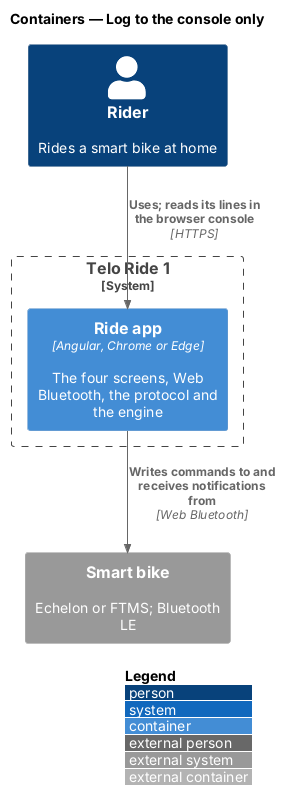 Containers — Log to the console only
Rider
Rides a smart bike at home
Uses; reads its lines in
the browser console
[HTTPS]
Telo Ride 1
[System]
Ride app
[Angular, Chrome or Edge]
The four screens, Web
Bluetooth, the protocol and
the engine
Writes commands to and
receives notifications
from
[Web Bluetooth]
Smart bike
Echelon or FTMS; Bluetooth
LE
Legend
person
system
container
external person
external system
external container